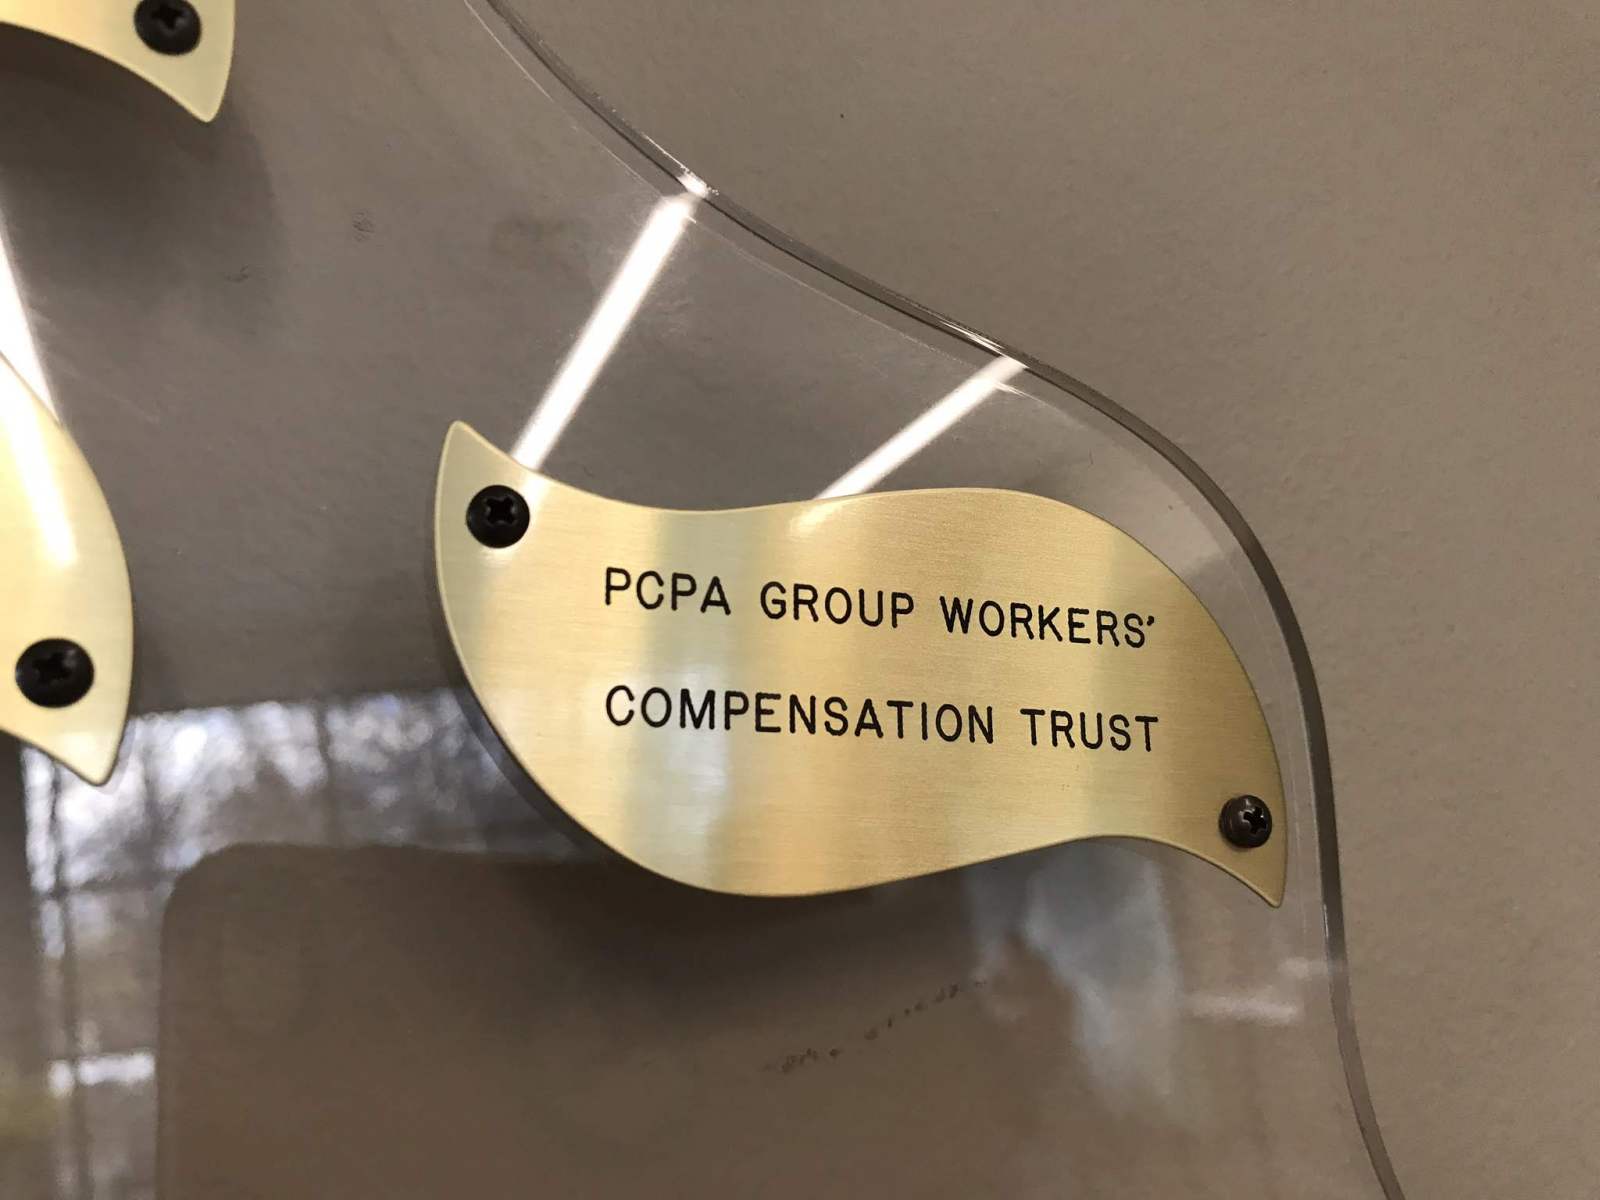 PCPA GROUP WORKERS'
COMPENSATION TRUST